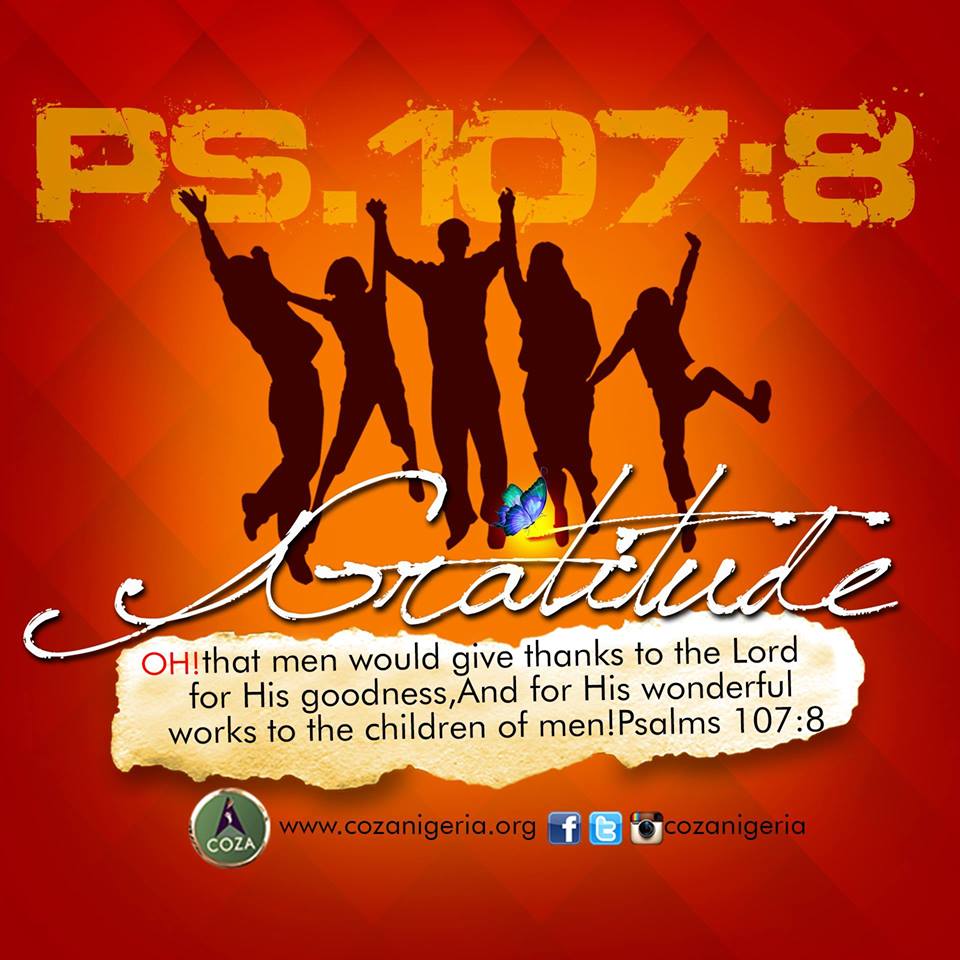 PS.107:8
Gratitude
OH!that men would give thanks to the Lord
for His goodness,And for His wonderful
works to the children of men!Psalms 107:8
COZA www.cozanigeria.org f t cozanigeria